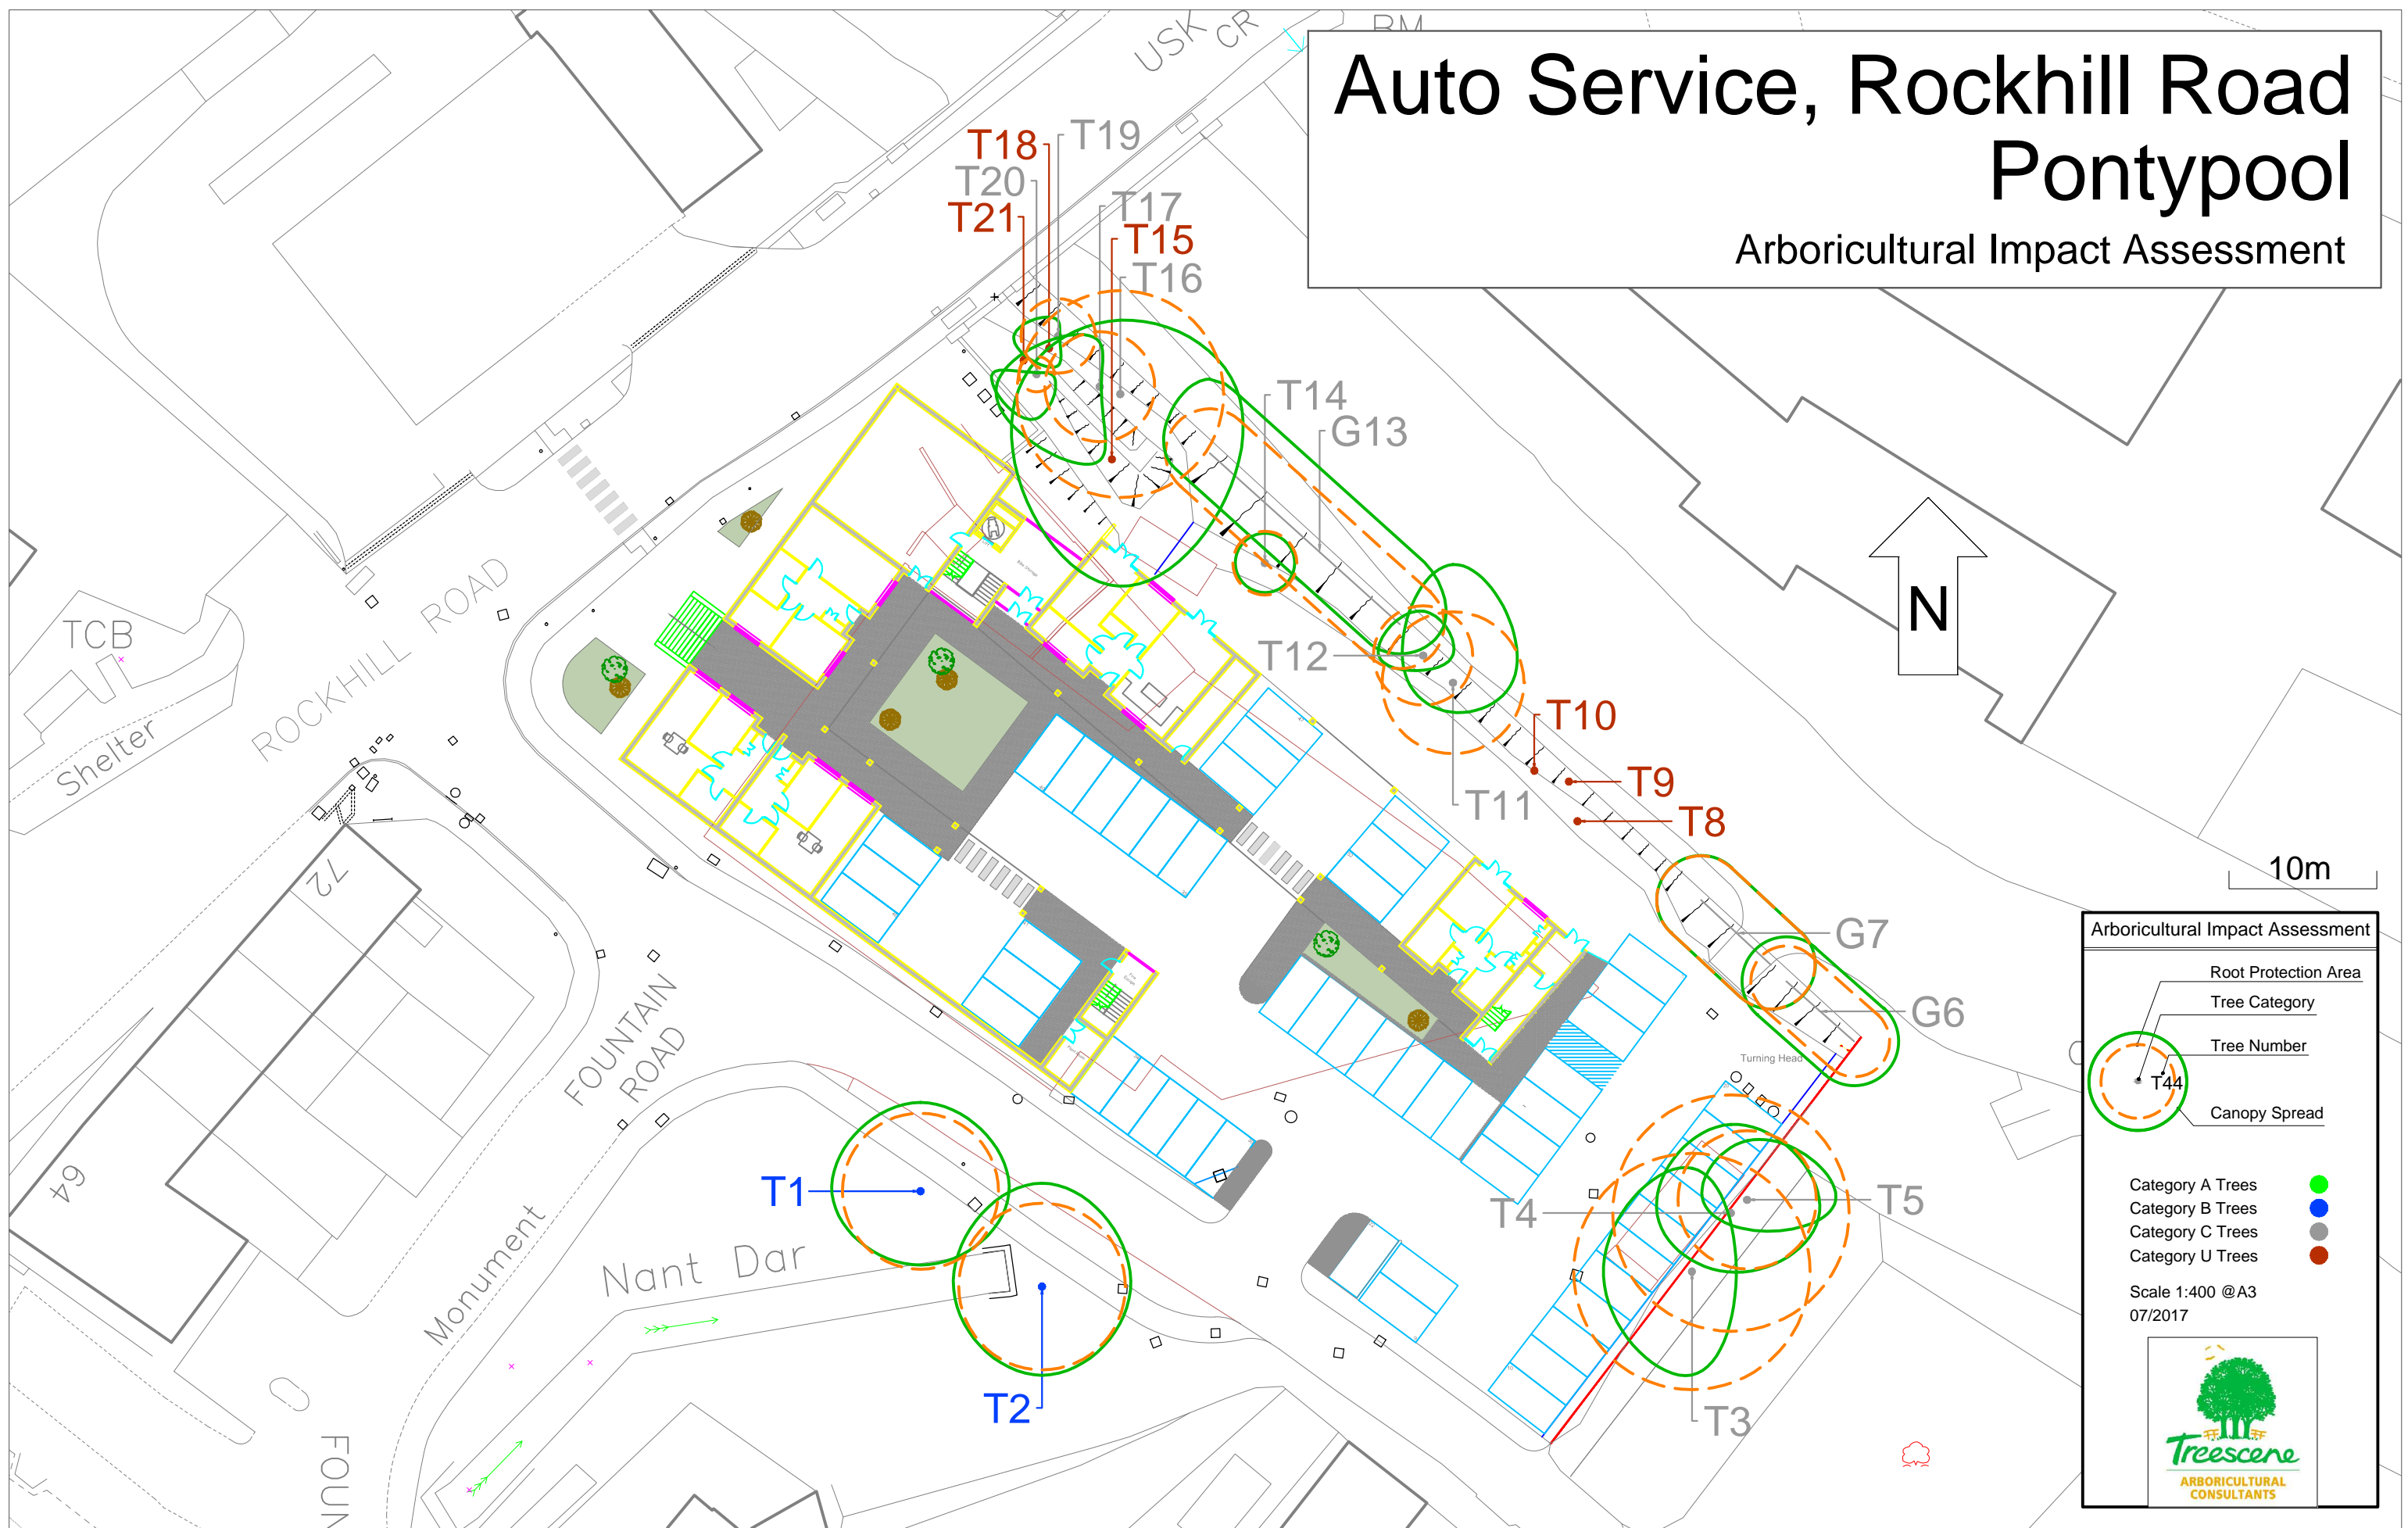 USK
CR
BM
Auto Service, Rockhill Road
Pontypool
Arboricultural Impact Assessment
T18
T19
T20
T21
T17
T15
T16
T14
G13
T12
T11
T10
T9
T8
G7
G6
N
10m
TCB
Shelter
ROCKHILL ROAD
72
64
FOUNTAIN
ROAD
Monument
Nant Dar
FOUN
Turning Head
T1
T2
T4
T5
T3
Arboricultural Impact Assessment
Root Protection Area
Tree Category
Tree Number
T44
Canopy Spread
Category A Trees
Category B Trees
Category C Trees
Category U Trees
Scale 1:400 @A3
07/2017
Treescene
ARBORICULTURAL
CONSULTANTS